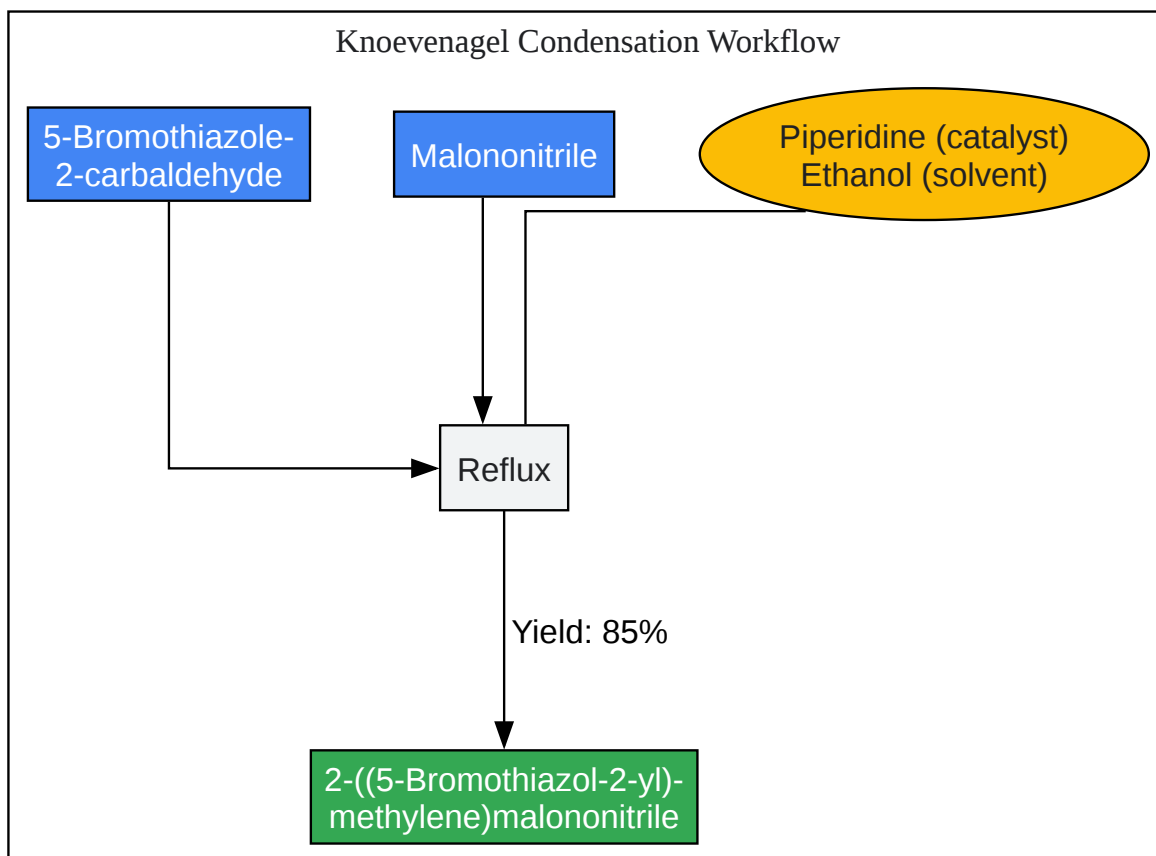 Knoevenagel Condensation Workflow
5-Bromothiazole-
2-carbaldehyde
Malononitrile
Piperidine (catalyst)
Ethanol (solvent)
Reflux
Yield: 85%
2-((5-Bromothiazol-2-yl)-
methylene)malononitrile